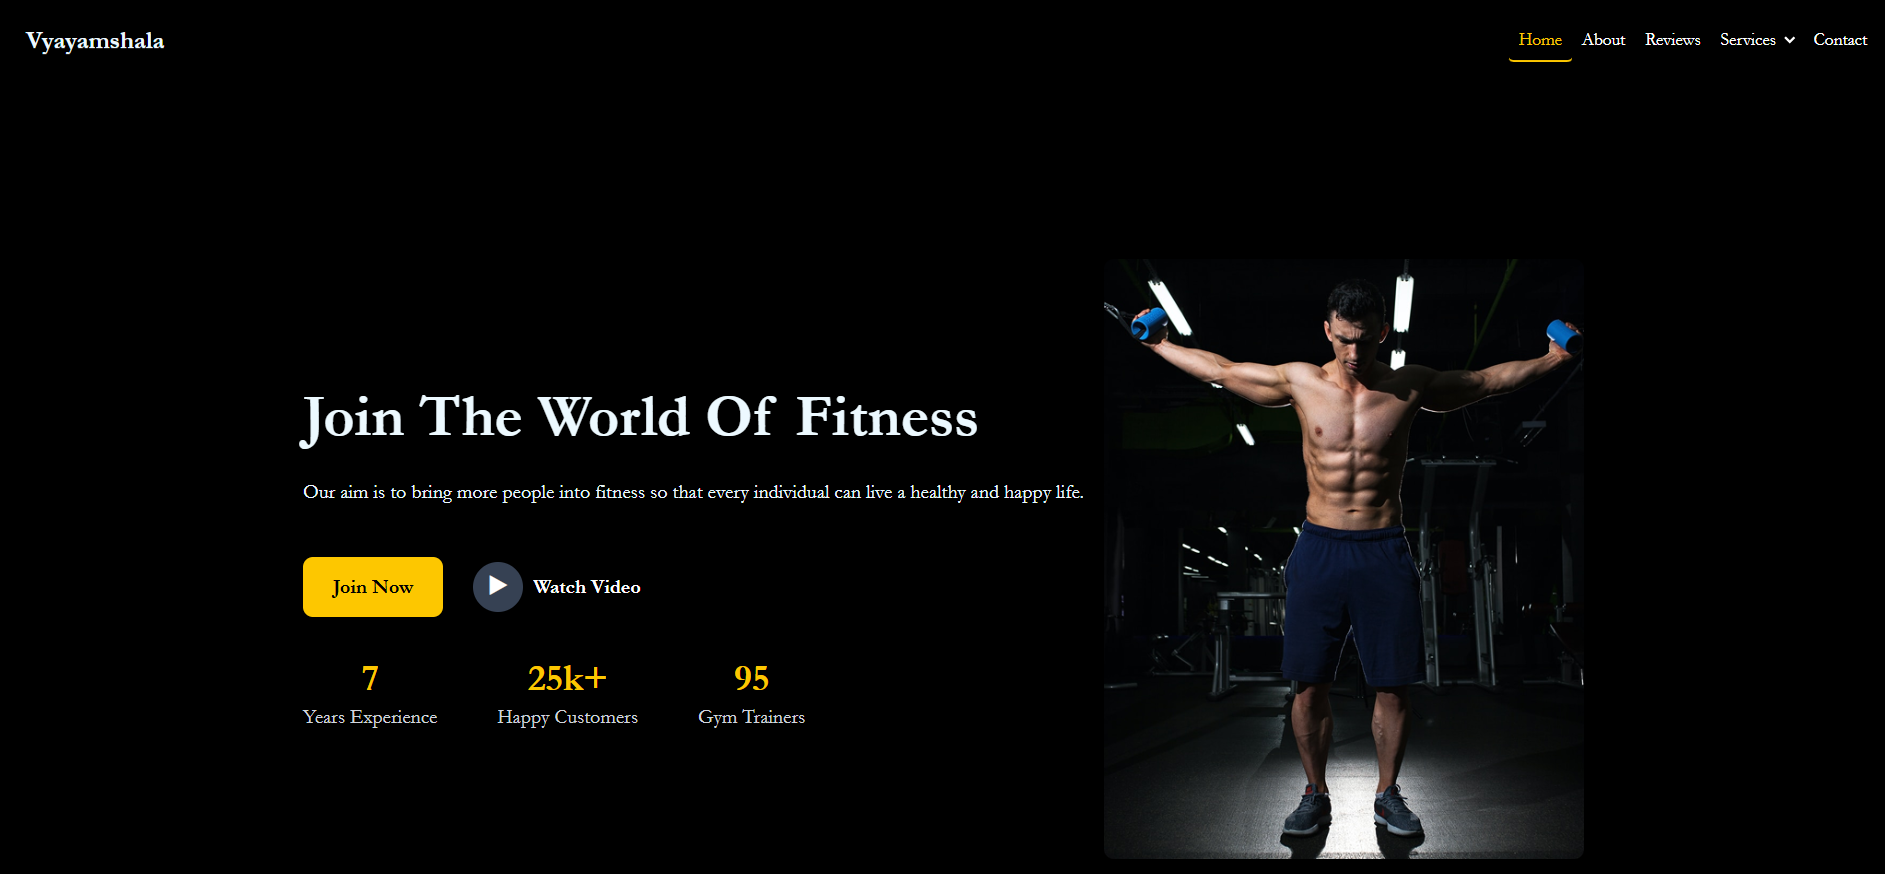 Vyayamshala
Home About Reviews Services Contact
Join The World Of Fitness
Our aim is to bring more people into fitness so that every individual can live a healthy and happy life.
Join Now
Watch Video
7
Years Experience
25k+
Happy Customers
95
Gym Trainers